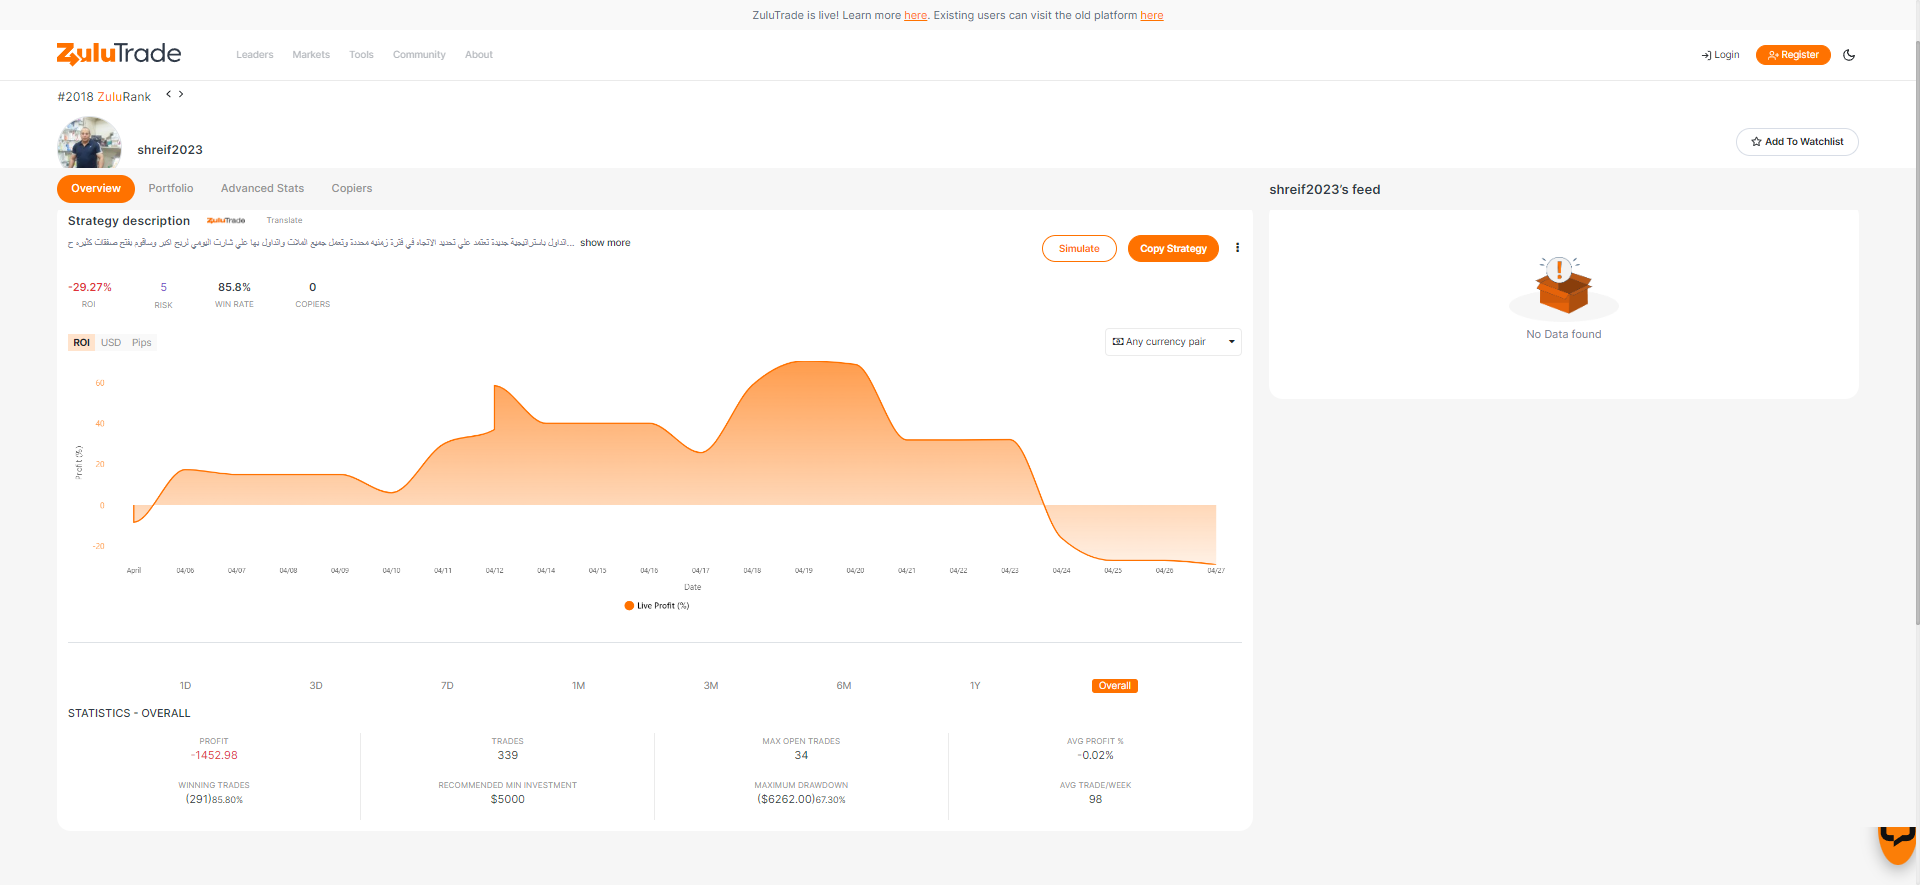 ZuluTrade is live! Learn more here. Existing users can visit the old platform here
ZuluTrade
Leaders Markets Tools Community About
Login Register
#2018 ZuluRank < >
shreif2023
Add To Watchlist
Overview Portfolio Advanced Stats Copiers
shreif2023's feed
Strategy description ZuluTrade Translate
التداول باستراتيجية جديدة تعتمد علي تحديد الإتجاه في فترة زمنيه محددة وتعمل جميع العملات والتداول بها علي شارت اليومي لربح اكبر وسأقوم بفتح صفقات كثيره ح... show more
Simulate Copy Strategy
-29.27% 5 85.8% 0
ROI RISK WIN RATE COPIERS
No Data found
ROI USD Pips
Any currency pair
60
40
20
0
-20
Profit (%)
April 04/06 04/07 04/08 04/09 04/10 04/11 04/12 04/14 04/15 04/16 04/17 04/18 04/19 04/20 04/21 04/22 04/23 04/24 04/25 04/26 04/27
Date
Live Profit (%)
1D 3D 7D 1M 3M 6M 1Y Overall
STATISTICS - OVERALL
PROFIT TRADES MAX OPEN TRADES AVG PROFIT %
-1452.98 339 34 -0.02%
WINNING TRADES RECOMMENDED MIN INVESTMENT MAXIMUM DRAWDOWN AVG TRADE/WEEK
(291)85.80% $5000 ($6262.00)67.30% 98